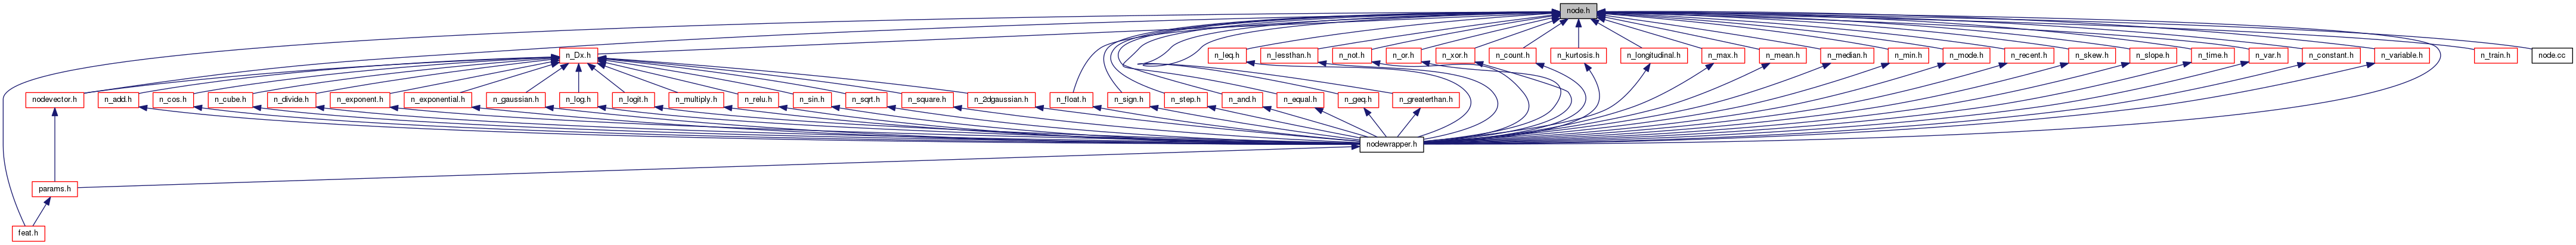 node.h
n_Dx.h
n_leq.h
n_lessthan.h
n_not.h
n_or.h
n_xor.h
n_count.h
n_kurtosis.h
n_longitudinal.h
n_max.h
n_mean.h
n_median.h
n_min.h
n_mode.h
n_recent.h
n_skew.h
n_slope.h
n_time.h
n_var.h
n_constant.h
n_variable.h
n_train.h
node.cc
nodevector.h
n_add.h
n_cos.h
n_cube.h
n_divide.h
n_exponent.h
n_exponential.h
n_gaussian.h
n_log.h
n_logit.h
n_multiply.h
n_relu.h
n_sin.h
n_sqrt.h
n_square.h
n_2dgaussian.h
n_float.h
n_sign.h
n_step.h
n_and.h
n_equal.h
n_geq.h
n_greaterthan.h
nodewrapper.h
params.h
feat.h